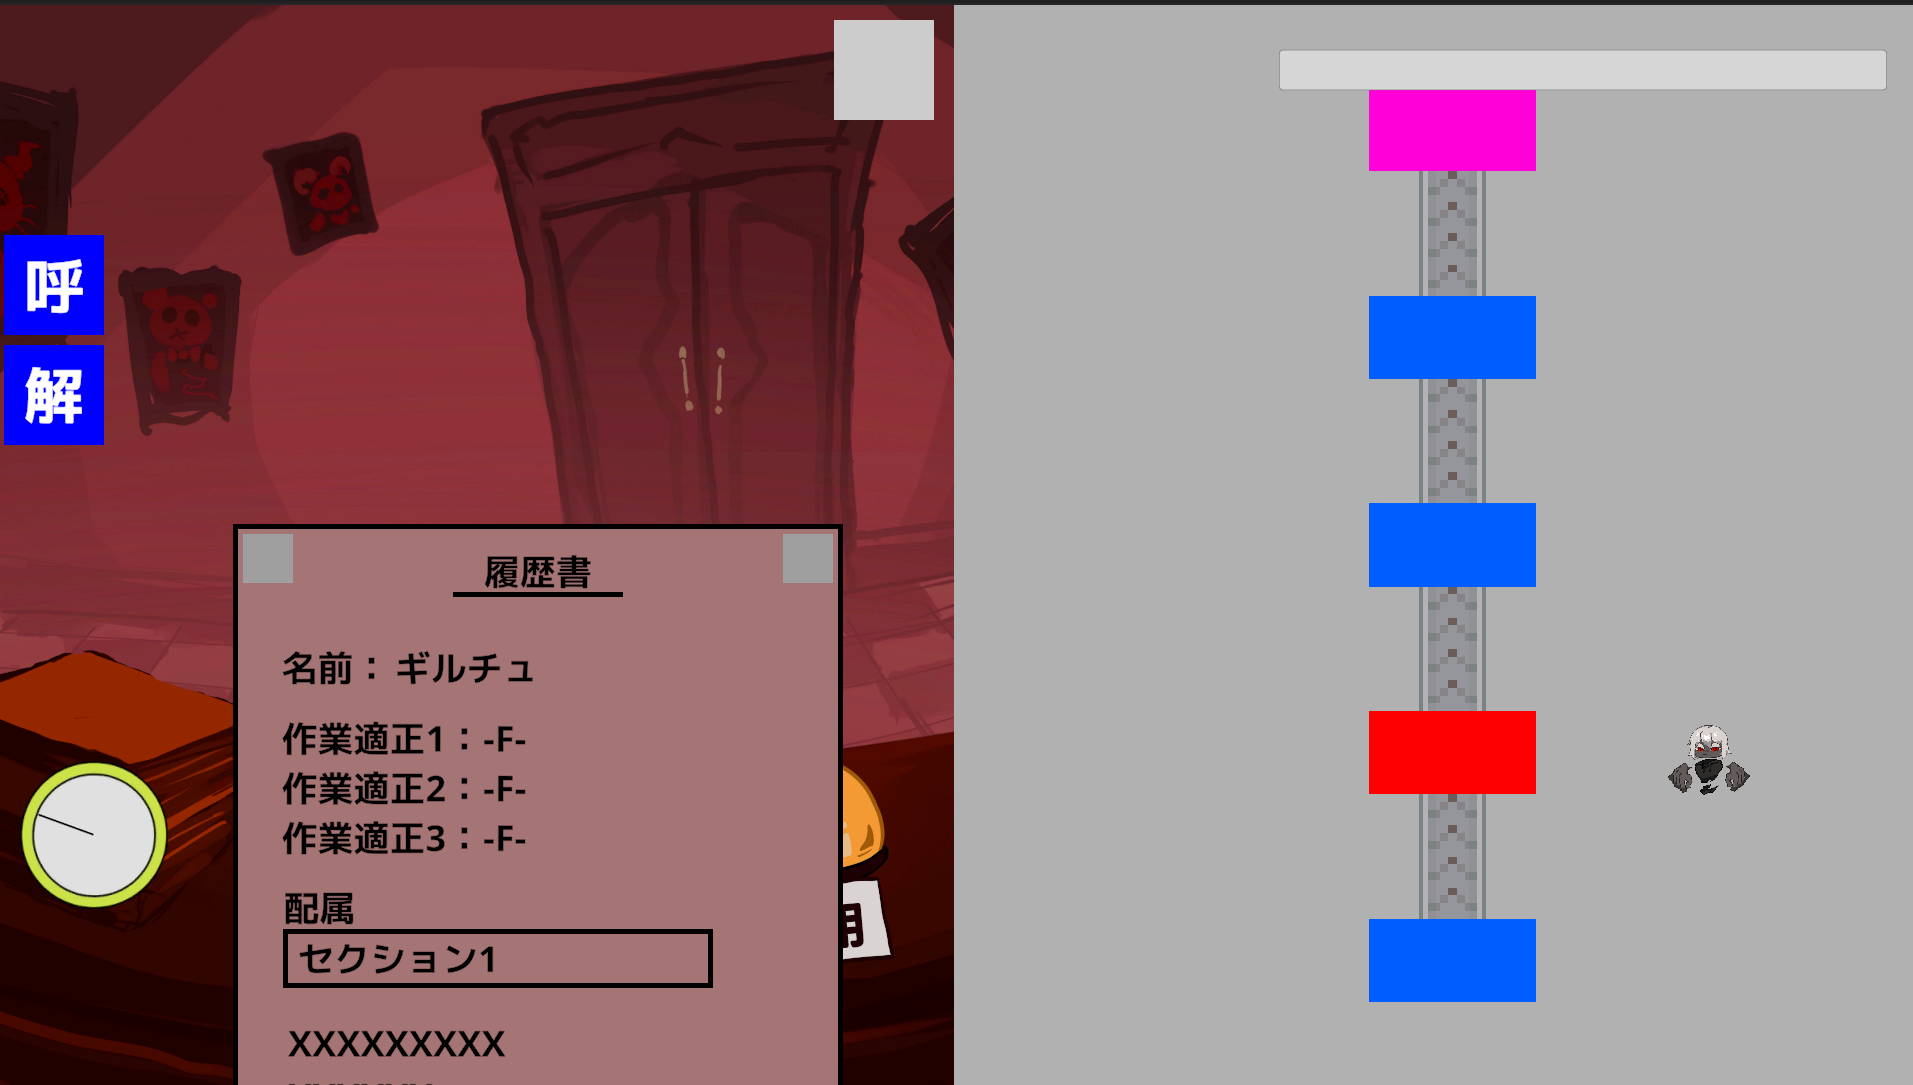 呼
解
履歴書
名前：ギルチュ
作業適正1：-F-
作業適正2：-F-
作業適正3：-F-
配属
セクション1
XXXXXXXXX